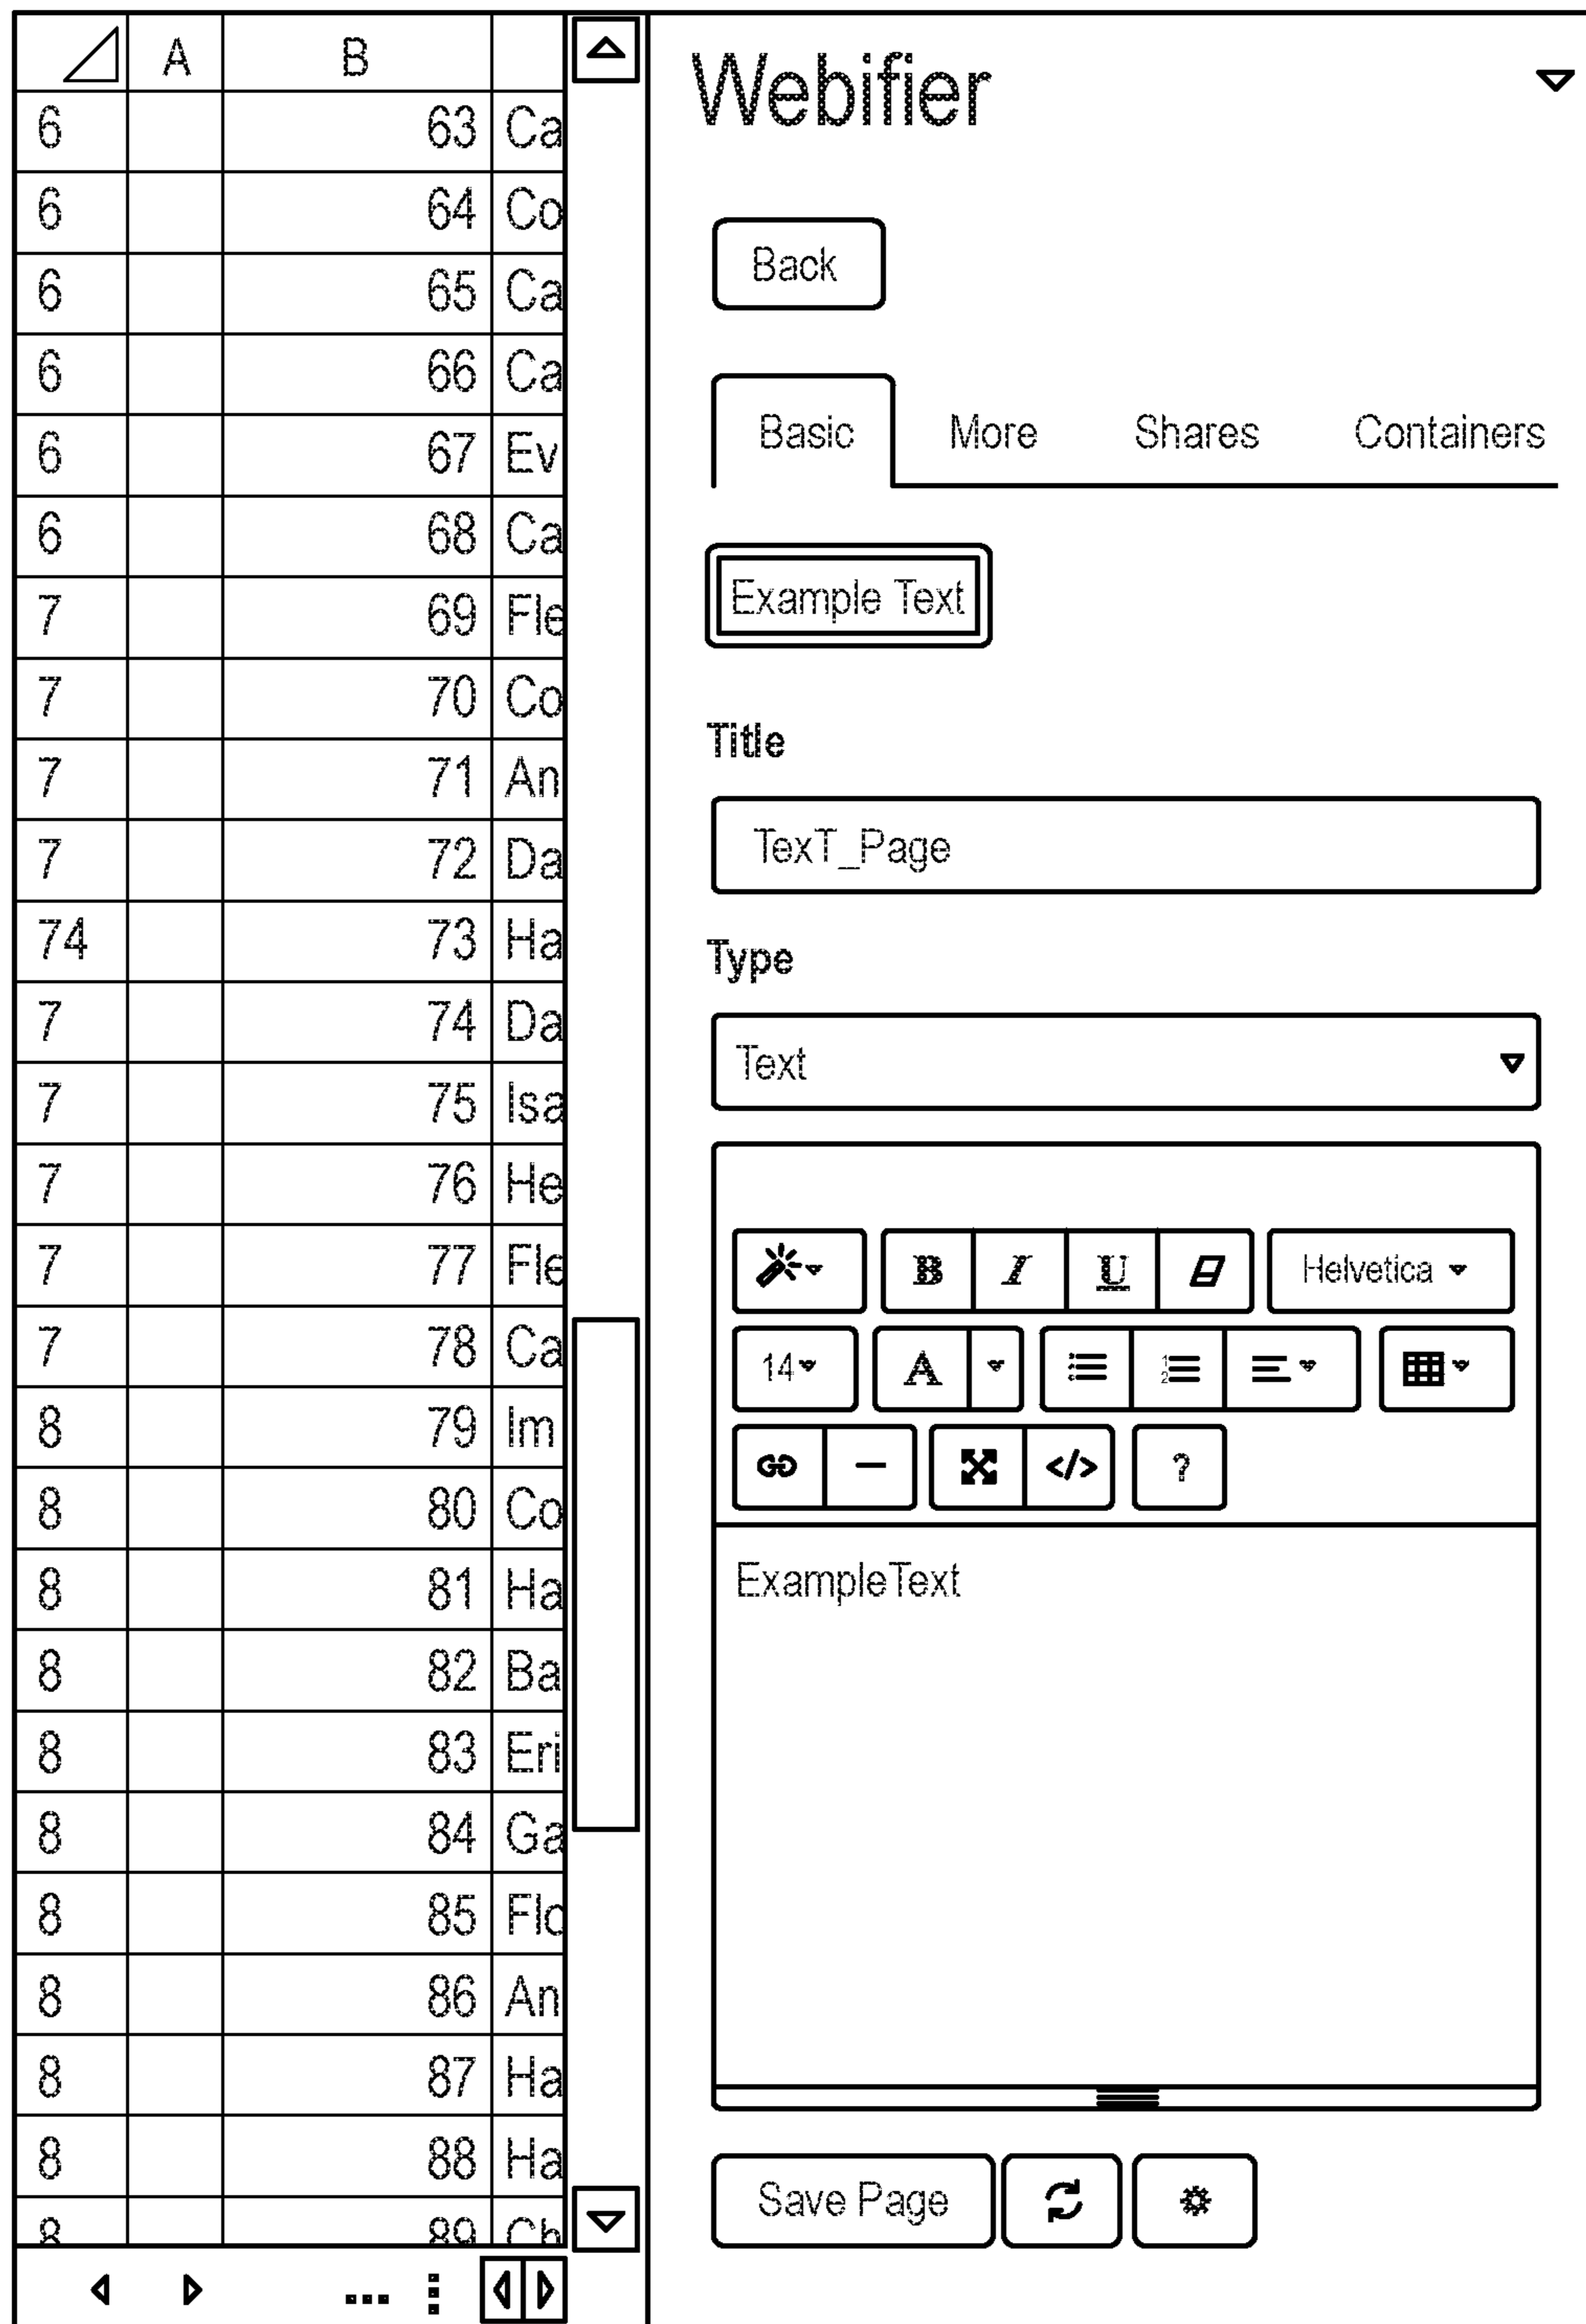 A B
6 63 Ca
6 64 Co
6 65 Ca
6 66 Ca
6 67 Ev
6 68 Ca
7 69 Fle
7 70 Co
7 71 An
7 72 Da
74 73 Ha
7 74 Da
7 75 Isa
7 76 He
7 77 Fle
7 78 Ca
8 79 Im
8 80 Co
8 81 Ha
8 82 Ba
8 83 Eri
8 84 Ga
8 85 Flo
8 86 An
8 87 Ha
8 88 Ha
8 89 Ch
...
Webifier
Back
Basic More Shares Containers
Example Text
Title
TexT_Page
Type
Text
B I U Helvetica
14 A
</> ?
ExampleText
Save Page